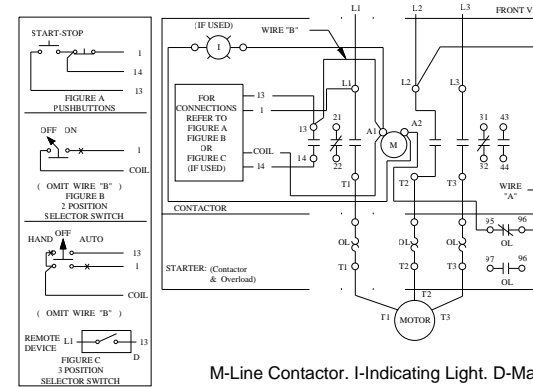 START-STOP
1
14
13
FIGURE A
PUSHBUTTONS
OFF ON
1
COIL
( OMIT WIRE "B" )
FIGURE B
2 POSITION
SELECTOR SWITCH
OFF
HAND AUTO
13
1
COIL
( OMIT WIRE "B" )
REMOTE L1 13
DEVICE D
FIGURE C
3 POSITION
SELECTOR SWITCH
L1 L2 L3 FRONT V
(IF USED)
WIRE "B"
I
L1 L2 L3
FOR
CONNECTIONS
REFER TO
FIGURE A
FIGURE B
OR
FIGURE C
(IF USED)
13
1
COIL
14
13 21 A1 M A2 31 43
14 22 32 44
T1 T2 T3 WIRE
"A"
CONTACTOR
95 96
OL OL OL OL
STARTER: (Contactor
& Overload)
T1 T2 T3 97 96
OL
T2
T1 MOTOR T3
M-Line Contactor. I-Indicating Light. D-Ma